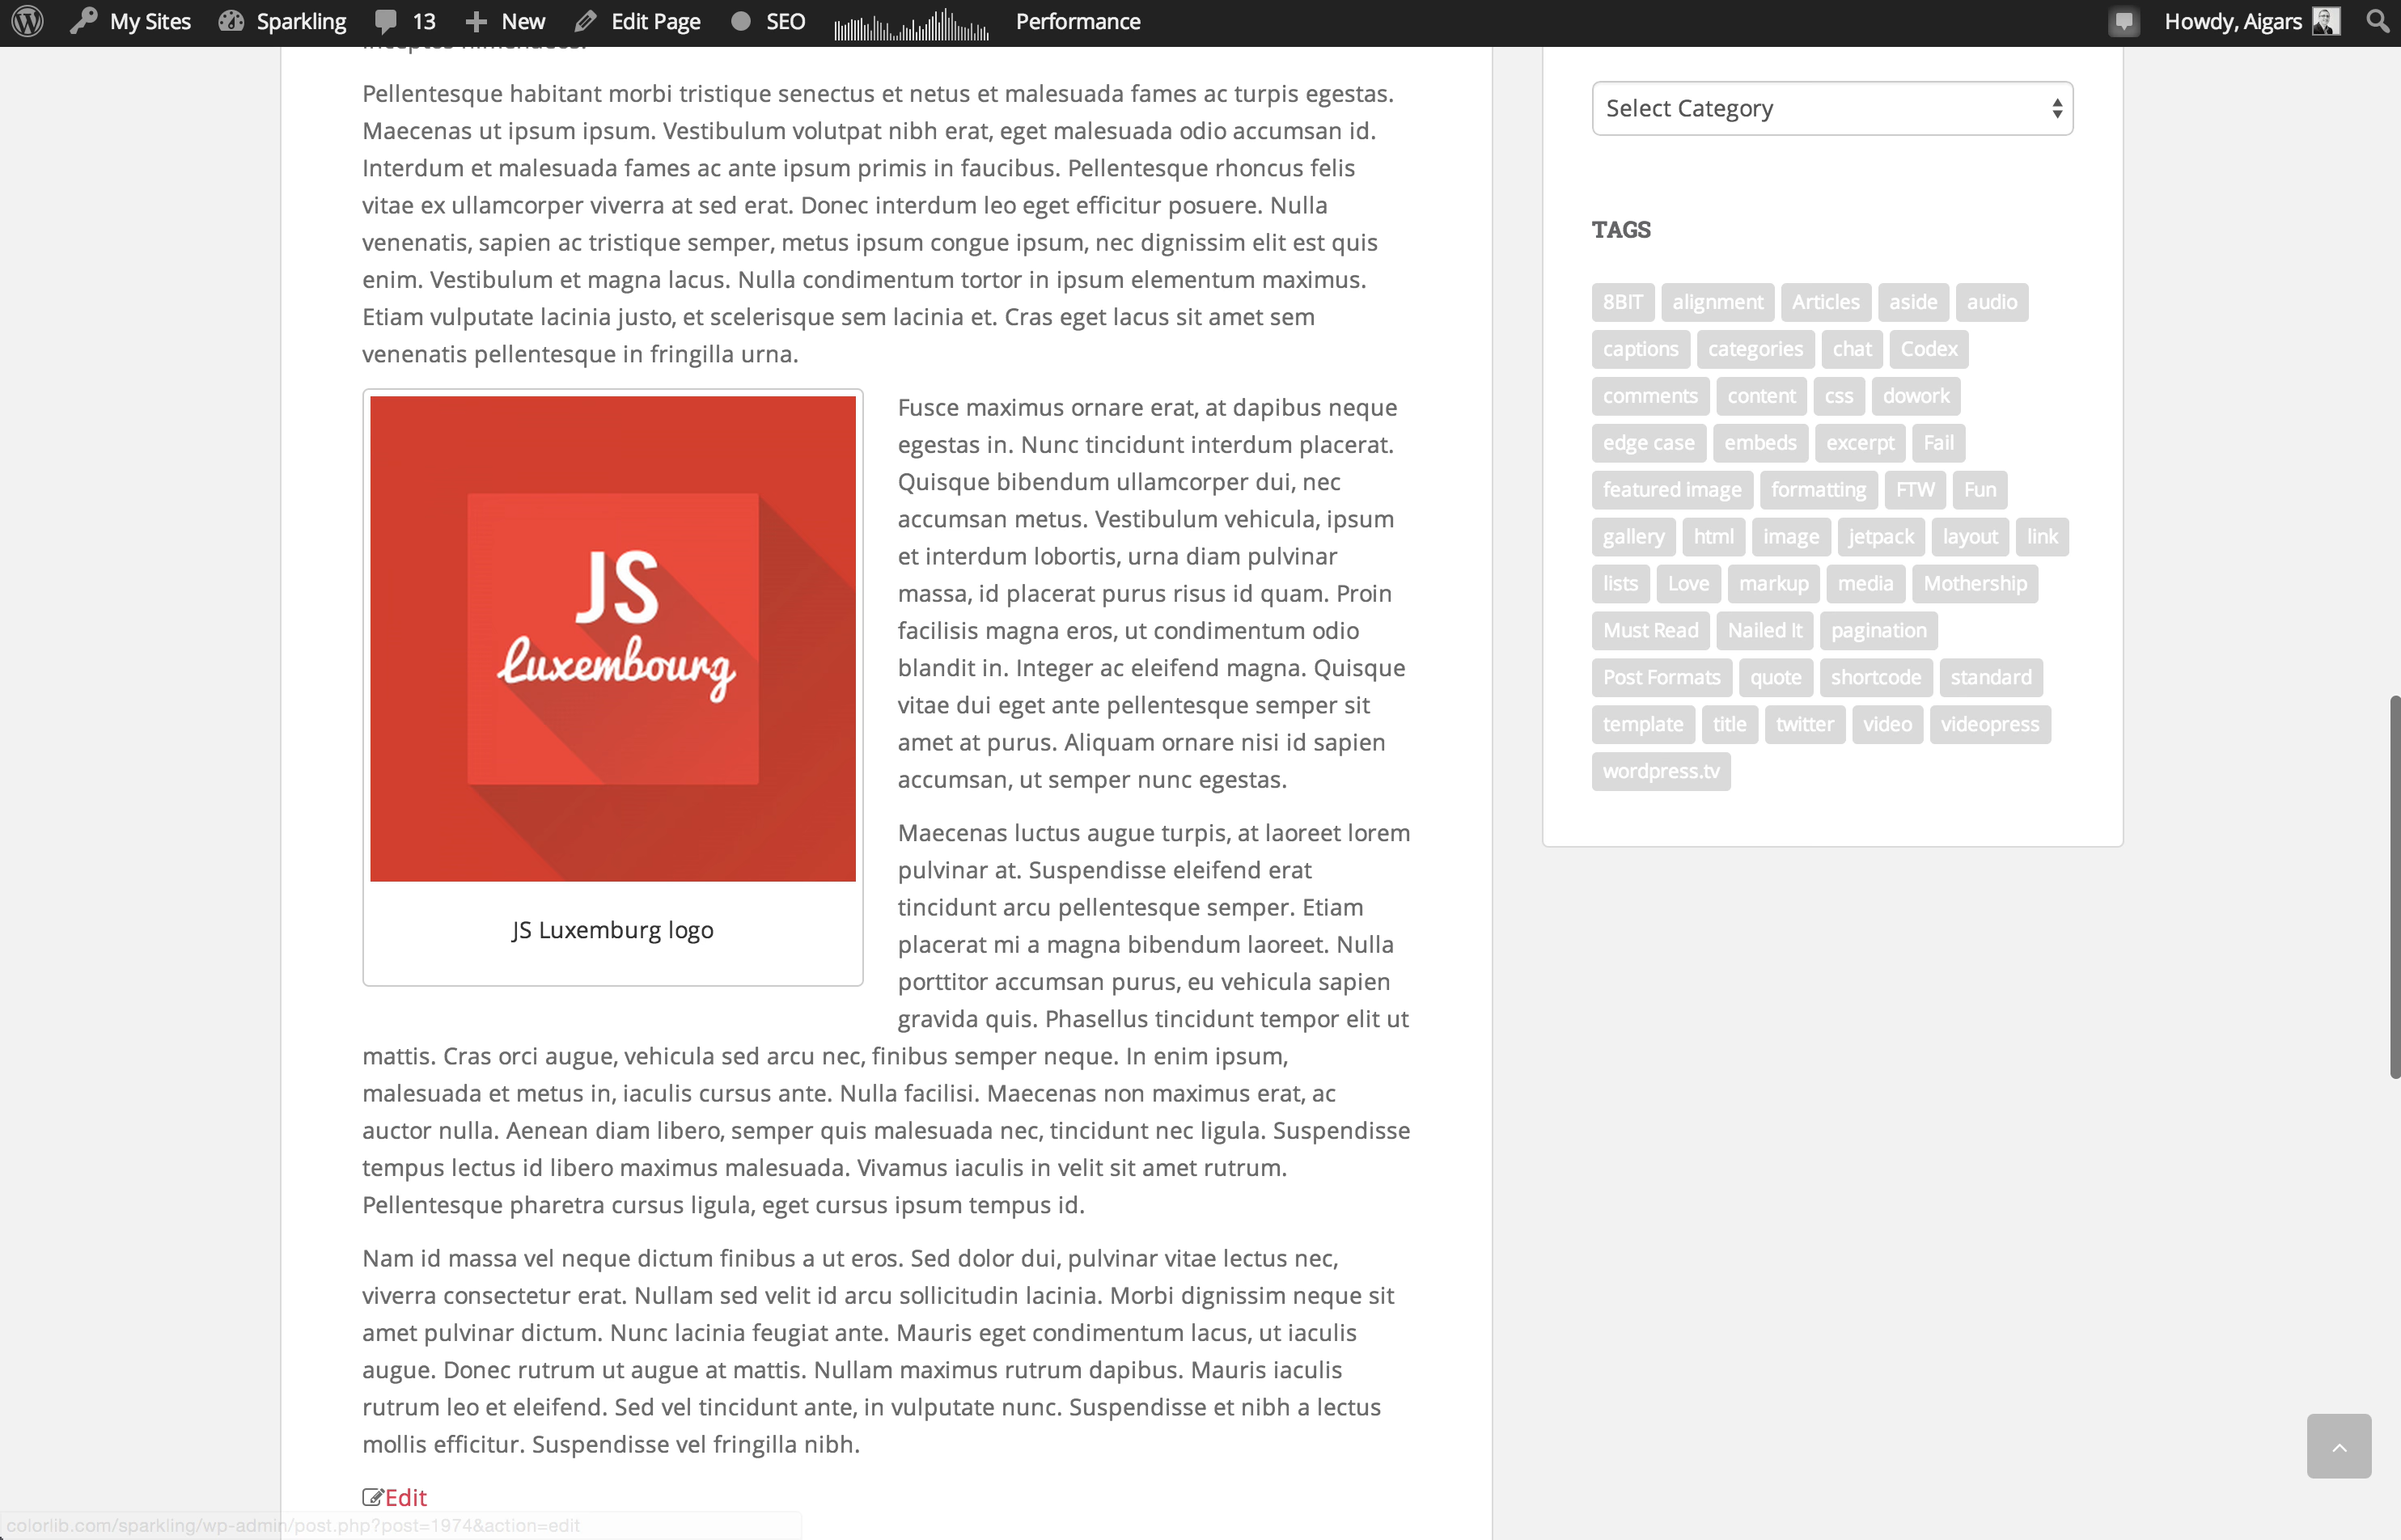 My Sites Sparkling 13 New Edit Page SEO Performance Howdy, Aigars
inceptos himenaeos.
Pellentesque habitant morbi tristique senectus et netus et malesuada fames ac turpis egestas.
Maecenas ut ipsum ipsum. Vestibulum volutpat nibh erat, eget malesuada odio accumsan id.
Interdum et malesuada fames ac ante ipsum primis in faucibus. Pellentesque rhoncus felis
vitae ex ullamcorper viverra at sed erat. Donec interdum leo eget efficitur posuere. Nulla
venenatis, sapien ac tristique semper, metus ipsum congue ipsum, nec dignissim elit est quis
enim. Vestibulum et magna lacus. Nulla condimentum tortor in ipsum elementum maximus.
Etiam vulputate lacinia justo, et scelerisque sem lacinia et. Cras eget lacus sit amet sem
venenatis pellentesque in fringilla urna.
JS
Luxembourg
JS Luxemburg logo
Fusce maximus ornare erat, at dapibus neque
egestas in. Nunc tincidunt interdum placerat.
Quisque bibendum ullamcorper dui, nec
accumsan metus. Vestibulum vehicula, ipsum
et interdum lobortis, urna diam pulvinar
massa, id placerat purus risus id quam. Proin
facilisis magna eros, ut condimentum odio
blandit in. Integer ac eleifend magna. Quisque
vitae dui eget ante pellentesque semper sit
amet at purus. Aliquam ornare nisi id sapien
accumsan, ut semper nunc egestas.
Maecenas luctus augue turpis, at laoreet lorem
pulvinar at. Suspendisse eleifend erat
tincidunt arcu pellentesque semper. Etiam
placerat mi a magna bibendum laoreet. Nulla
porttitor accumsan purus, eu vehicula sapien
gravida quis. Phasellus tincidunt tempor elit ut
mattis. Cras orci augue, vehicula sed arcu nec, finibus semper neque. In enim ipsum,
malesuada et metus in, iaculis cursus ante. Nulla facilisi. Maecenas non maximus erat, ac
auctor nulla. Aenean diam libero, semper quis malesuada nec, tincidunt nec ligula. Suspendisse
tempus lectus id libero maximus malesuada. Vivamus iaculis in velit sit amet rutrum.
Pellentesque pharetra cursus ligula, eget cursus ipsum tempus id.
Nam id massa vel neque dictum finibus a ut eros. Sed dolor dui, pulvinar vitae lectus nec,
viverra consectetur erat. Nullam sed velit id arcu sollicitudin lacinia. Morbi dignissim neque sit
amet pulvinar dictum. Nunc lacinia feugiat ante. Mauris eget condimentum lacus, ut iaculis
augue. Donec rutrum ut augue at mattis. Nullam maximus rutrum dapibus. Mauris iaculis
rutrum leo et eleifend. Sed vel tincidunt ante, in vulputate nunc. Suspendisse et nibh a lectus
mollis efficitur. Suspendisse vel fringilla nibh.
Edit
colorlib.com/sparkling/wp-admin/post.php?post=1974&action=edit
Select Category
TAGS
8BIT alignment Articles aside audio
captions categories chat Codex
comments content css dowork
edge case embeds excerpt Fail
featured image formatting FTW Fun
gallery html image jetpack layout link
lists Love markup media Mothership
Must Read Nailed It pagination
Post Formats quote shortcode standard
template title twitter video videopress
wordpress.tv